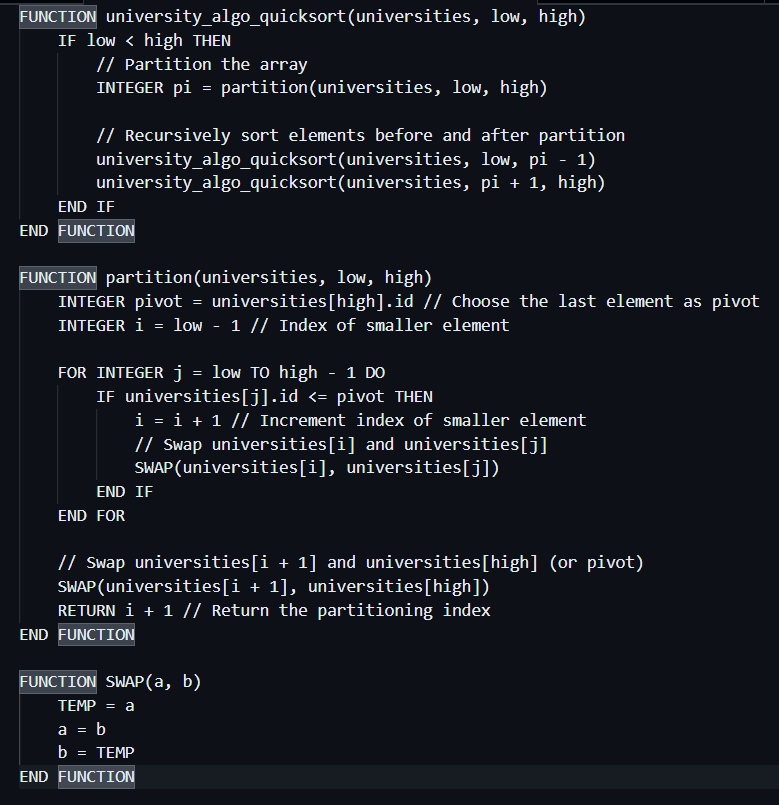 FUNCTION university_algo_quicksort(universities, low, high)
    IF low < high THEN
        // Partition the array
        INTEGER pi = partition(universities, low, high)

        // Recursively sort elements before and after partition
        university_algo_quicksort(universities, low, pi - 1)
        university_algo_quicksort(universities, pi + 1, high)
    END IF
END FUNCTION

FUNCTION partition(universities, low, high)
    INTEGER pivot = universities[high].id // Choose the last element as pivot
    INTEGER i = low - 1 // Index of smaller element

    FOR INTEGER j = low TO high - 1 DO
        IF universities[j].id <= pivot THEN
            i = i + 1 // Increment index of smaller element
            // Swap universities[i] and universities[j]
            SWAP(universities[i], universities[j])
        END IF
    END FOR

    // Swap universities[i + 1] and universities[high] (or pivot)
    SWAP(universities[i + 1], universities[high])
    RETURN i + 1 // Return the partitioning index
END FUNCTION

FUNCTION SWAP(a, b)
    TEMP = a
    a = b
    b = TEMP
END FUNCTION